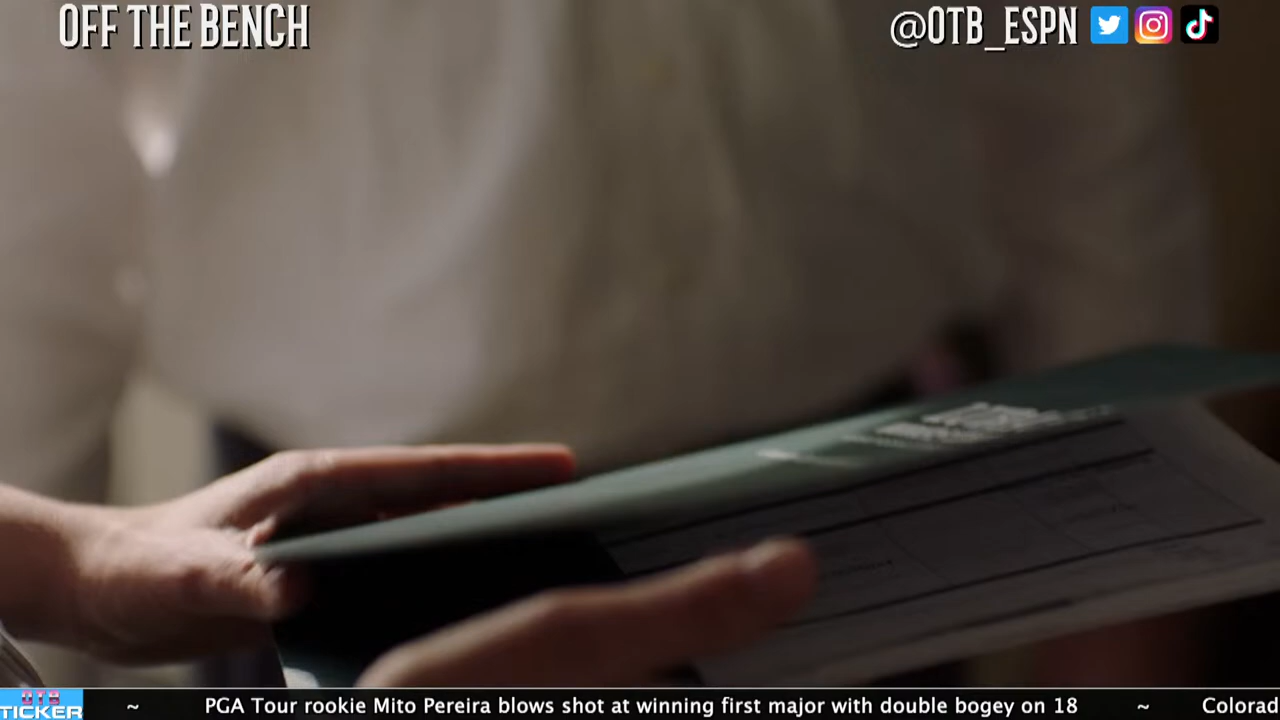 OFF THE BENCH
@OTB_ESPN
OTB
TICKER
~ PGA Tour rookie Mito Pereira blows shot at winning first major with double bogey on 18 ~ Colorad